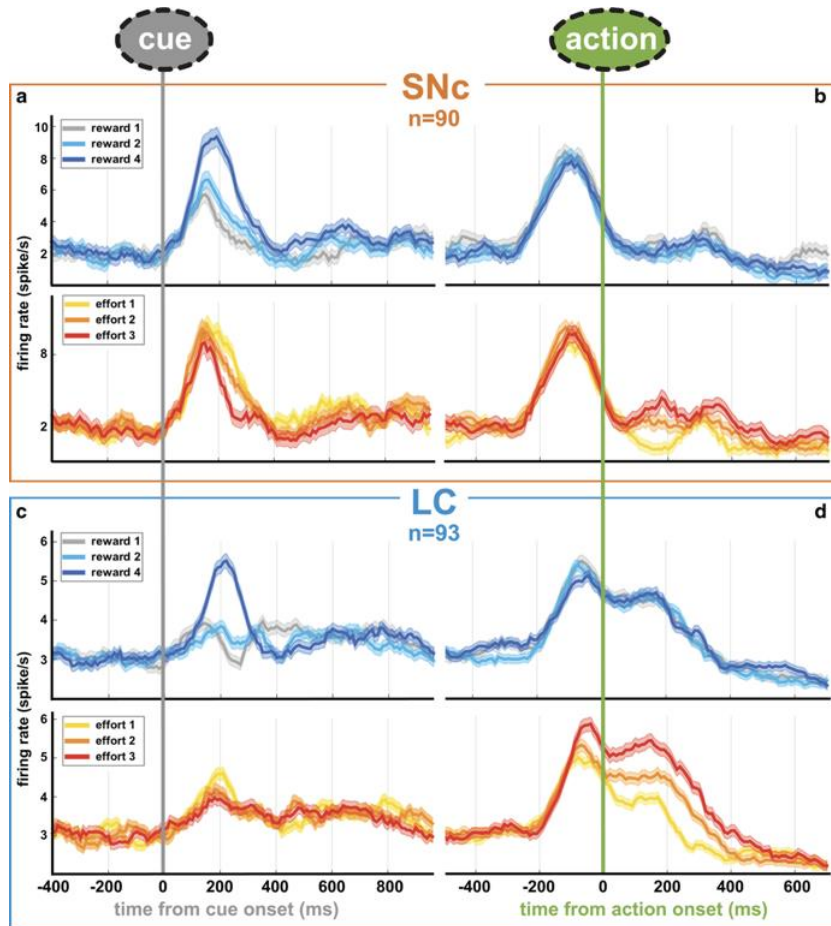 cue
action
a
SNc
b
n=90
reward 1
reward 2
reward 4
10
8
6
4
2
firing rate (spike/s)
effort 1
effort 2
effort 3
8
2
c
LC
d
n=93
reward 1
reward 2
reward 4
6
5
4
3
firing rate (spike/s)
effort 1
effort 2
effort 3
6
5
4
3
-400 -200 0 200 400 600 800
-400 -200 0 200 400 600
time from cue onset (ms)
time from action onset (ms)